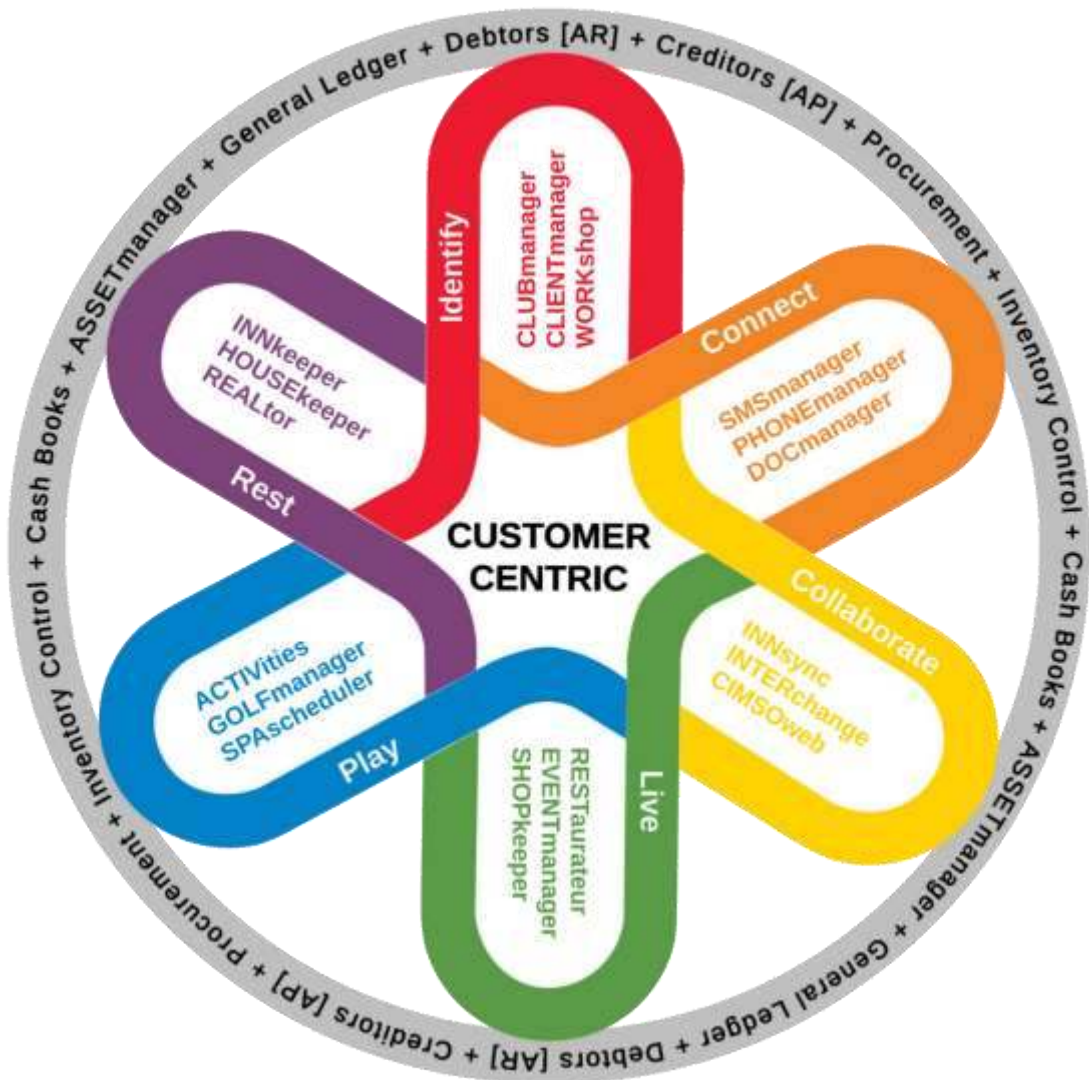 General Ledger + Debtors [AR] + Creditors [AP] + Procurement + Inventory Control + Cash Books + ASSETmanager + General Ledger + Debtors [AR] + Creditors [AP] + Procurement + Inventory Control + Cash Books + ASSETmanager +
Identify
CLUBmanager
CLIENTmanager
WORKshop
Connect
SMSmanager
PHONEmanager
DOCmanager
Collaborate
INNsync
INTERchange
CIMSOweb
Live
RESTaurateur
EVENTmanager
SHOPkeeper
Play
ACTIVities
GOLFmanager
SPAscheduler
Rest
INNkeeper
HOUSEkeeper
REALtor
CUSTOMER
CENTRIC